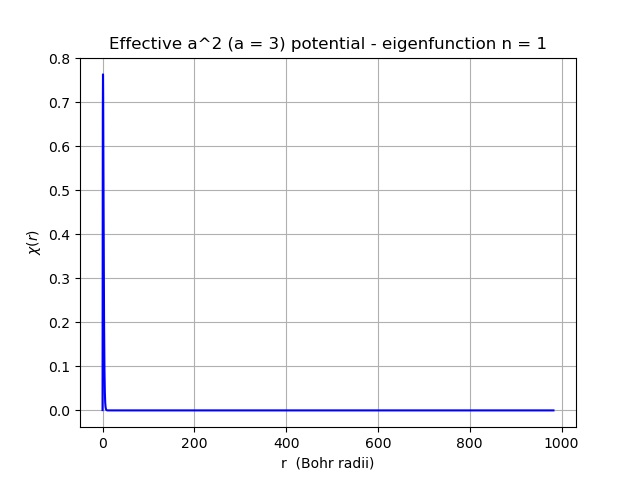 Effective a^2 (a = 3) potential - eigenfunction n = 1
0.8
0.7
0.6
0.5
0.4
0.3
0.2
0.1
0.0
χ(r)
0 200 400 600 800 1000
r (Bohr radii)